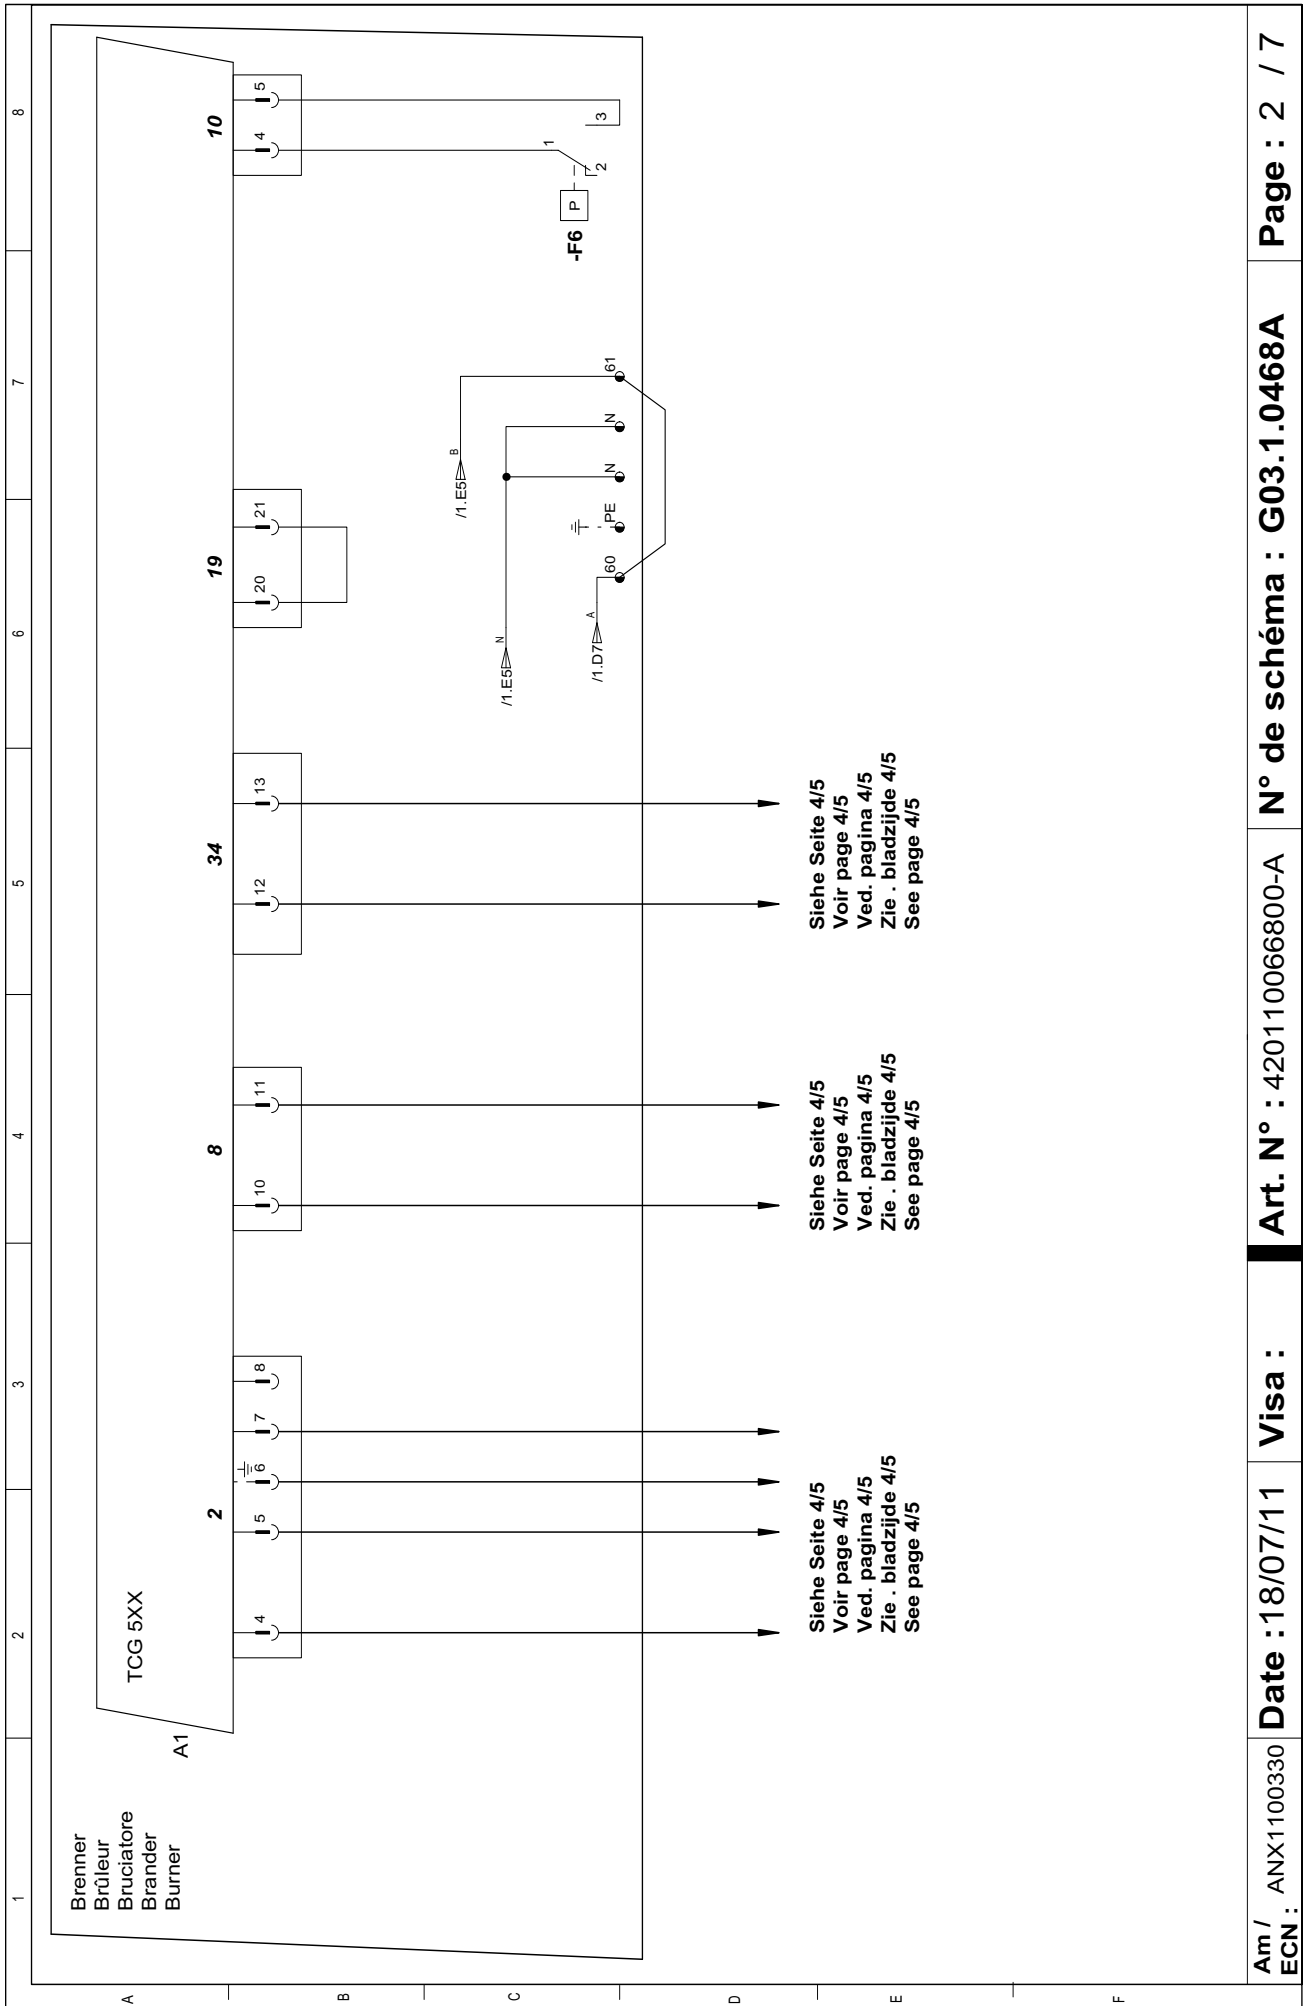 1 2 3 4 5 6 7 8
A
B
C
D
E
F
Brenner
Brûleur
Bruciatore
Brander
Burner
A1
TCG 5XX
2 8 34 19 10
4 5 6 7 8 10 11 12 13 20 21 4 5
/1.E5 N
/1.E5 B
/1.D7 A
60 PE N N 61
-F6 P 1 2 3
Siehe Seite 4/5
Voir page 4/5
Ved. pagina 4/5
Zie . bladzijde 4/5
See page 4/5
Siehe Seite 4/5
Voir page 4/5
Ved. pagina 4/5
Zie . bladzijde 4/5
See page 4/5
Siehe Seite 4/5
Voir page 4/5
Ved. pagina 4/5
Zie . bladzijde 4/5
See page 4/5
Am /
ECN : ANX1100330
Date :18/07/11
Visa :
Art. N° : 420110066800-A
N° de schéma : G03.1.0468A
Page : 2 / 7